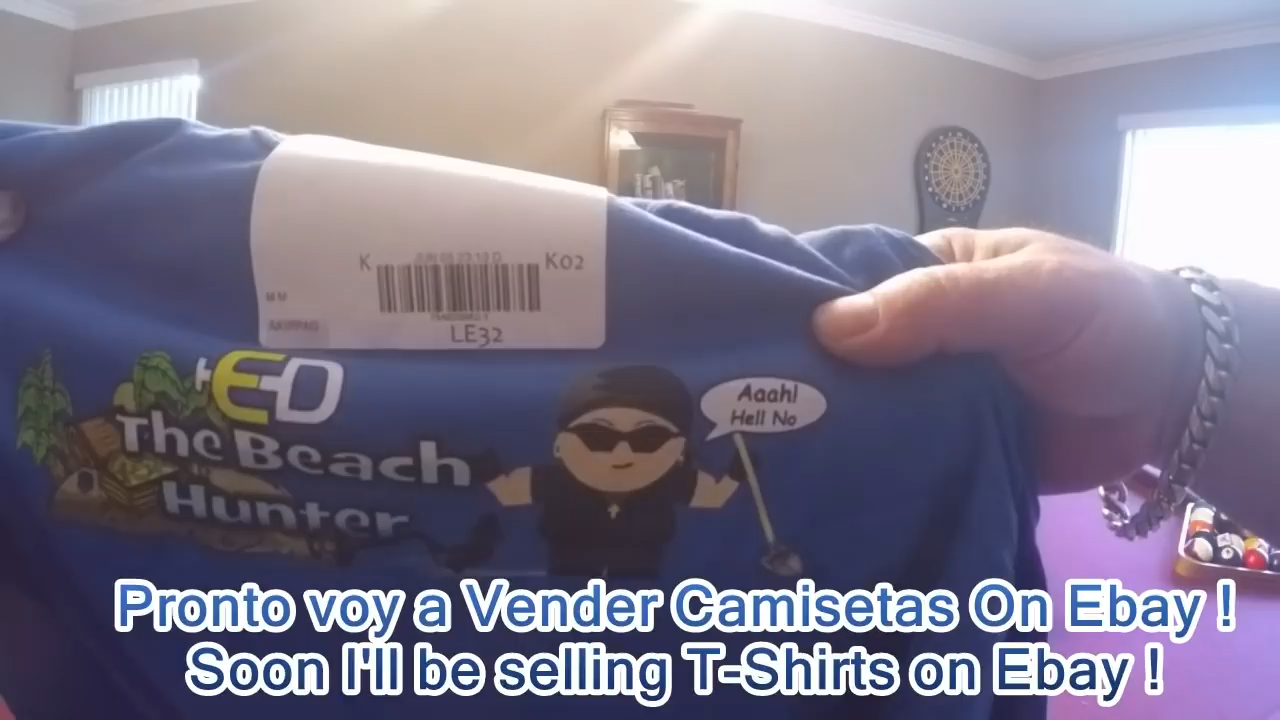 K
K02
LE32
ED
The Beach
Hunter
Aaah!
Hell No
Pronto voy a Vender Camisetas On Ebay !
Soon I'll be selling T-Shirts on Ebay !